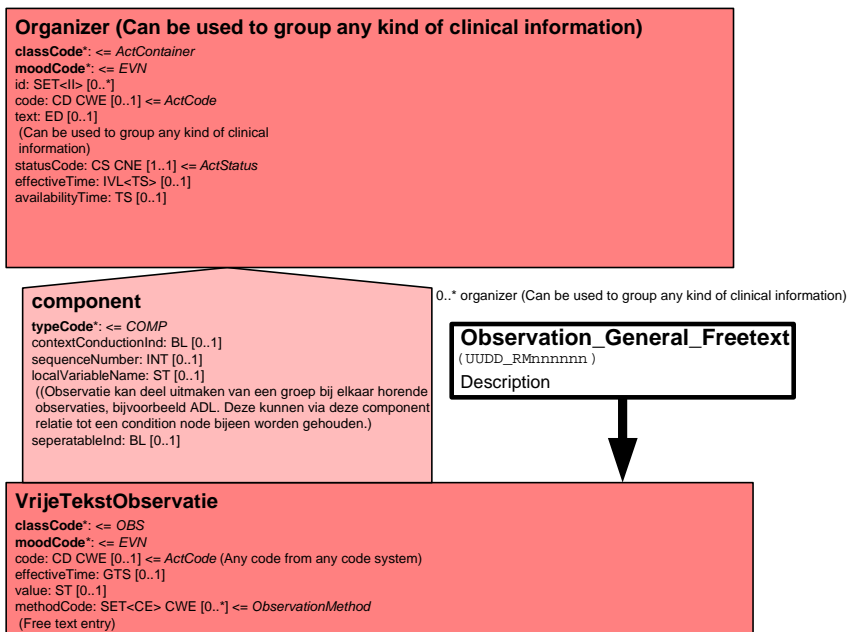 Organizer (Can be used to group any kind of clinical information)
classCode*: <= ActContainer
moodCode*: <= EVN
id: SET<II> [0..*]
code: CD CWE [0..1] <= ActCode
text: ED [0..1]
(Can be used to group any kind of clinical
information)
statusCode: CS CNE [1..1] <= ActStatus
effectiveTime: IVL<TS> [0..1]
availabilityTime: TS [0..1]
component
typeCode*: <= COMP
contextConductionInd: BL [0..1]
sequenceNumber: INT [0..1]
localVariableName: ST [0..1]
((Observatie kan deel uitmaken van een groep bij elkaar horende
observaties, bijvoorbeeld ADL. Deze kunnen via deze component
relatie tot een condition node bijeen worden gehouden.)
seperatableInd: BL [0..1]
0..* organizer (Can be used to group any kind of clinical information)
Observation_General_Freetext
(UUDD_RMnnnnnn)
Description
VrijeTekstObservatie
classCode*: <= OBS
moodCode*: <= EVN
code: CD CWE [0..1] <= ActCode (Any code from any code system)
effectiveTime: GTS [0..1]
value: ST [0..1]
methodCode: SET<CE> CWE [0..*] <= ObservationMethod
(Free text entry)